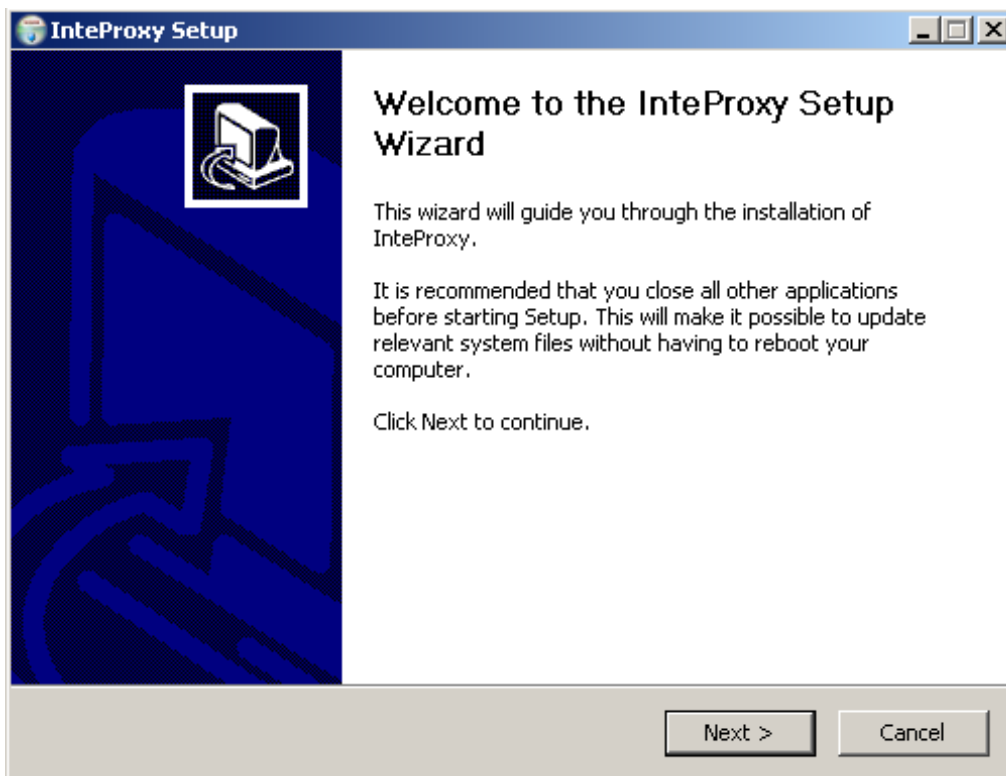 InteProxy Setup
Welcome to the InteProxy Setup
Wizard
This wizard will guide you through the installation of
InteProxy.
It is recommended that you close all other applications
before starting Setup. This will make it possible to update
relevant system files without having to reboot your
computer.
Click Next to continue.
Next >
Cancel